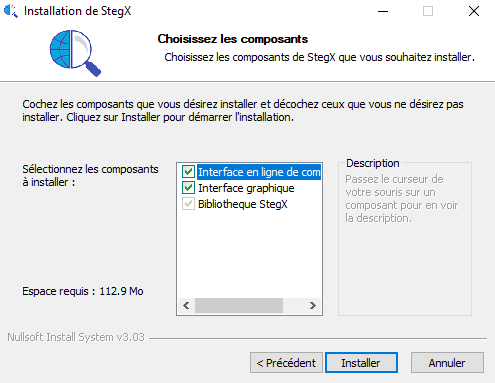 Installation de StegX
Choisissez les composants
Choisissez les composants de StegX que vous souhaitez installer.
Cochez les composants que vous désirez installer et décochez ceux que vous ne désirez pas
installer. Cliquez sur Installer pour démarrer l'installation.
Sélectionnez les composants
à installer :
Interface en ligne de com
Interface graphique
Bibliotheque StegX
Description
Passez le curseur de
votre souris sur un
composant pour en voir
la description.
Espace requis : 112.9 Mo
Nullsoft Install System v3.03
< Précédent
Installer
Annuler